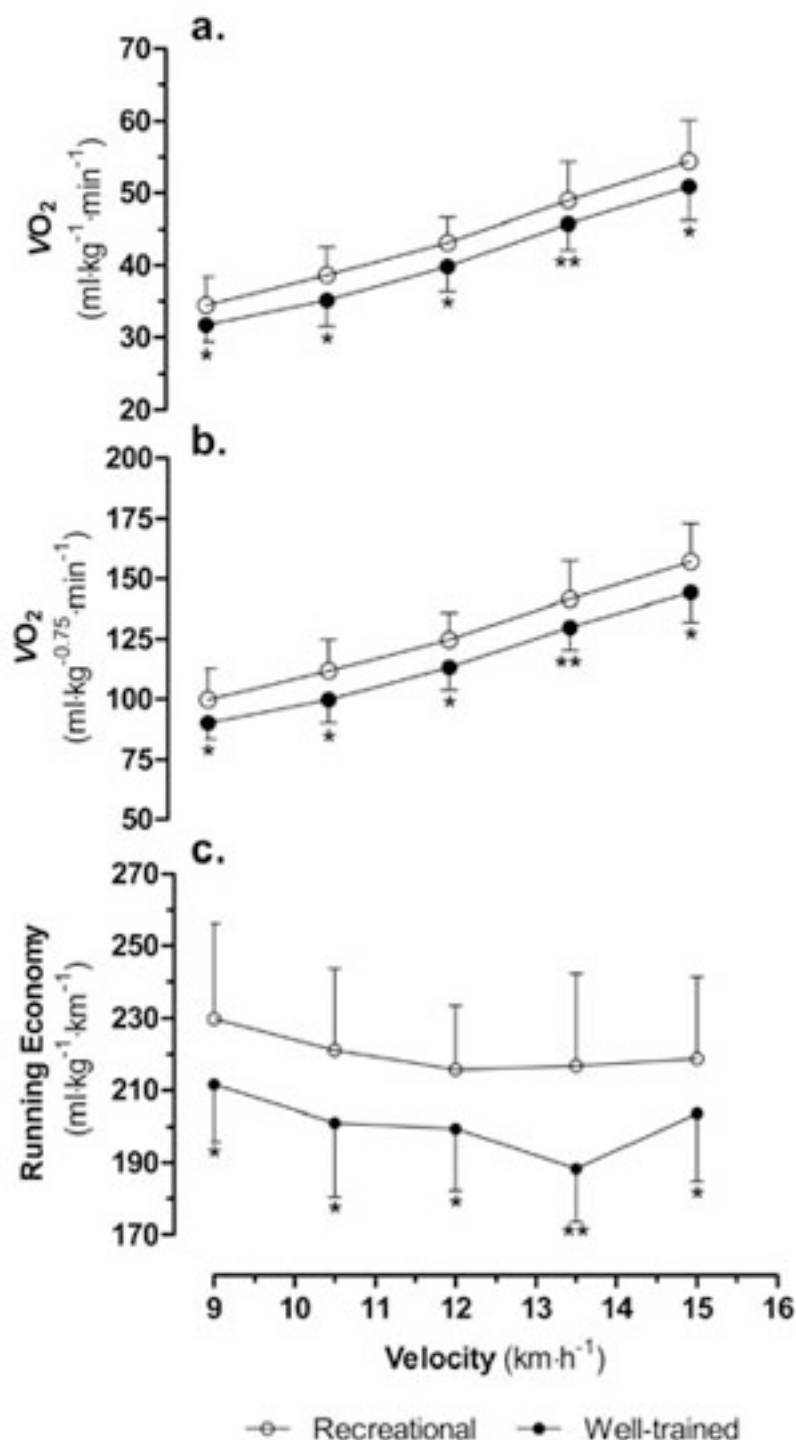 a.
70
60
50
40
30
20
VO2
(ml·kg-1·min-1)
*
*
*
**
*
b.
200
175
150
125
100
75
50
VO2
(ml·kg-0.75·min-1)
*
*
*
**
*
c.
270
250
230
210
190
170
Running Economy
(ml·kg-1·km-1)
*
*
*
**
*
9 10 11 12 13 14 15 16
Velocity (km·h-1)
Recreational Well-trained